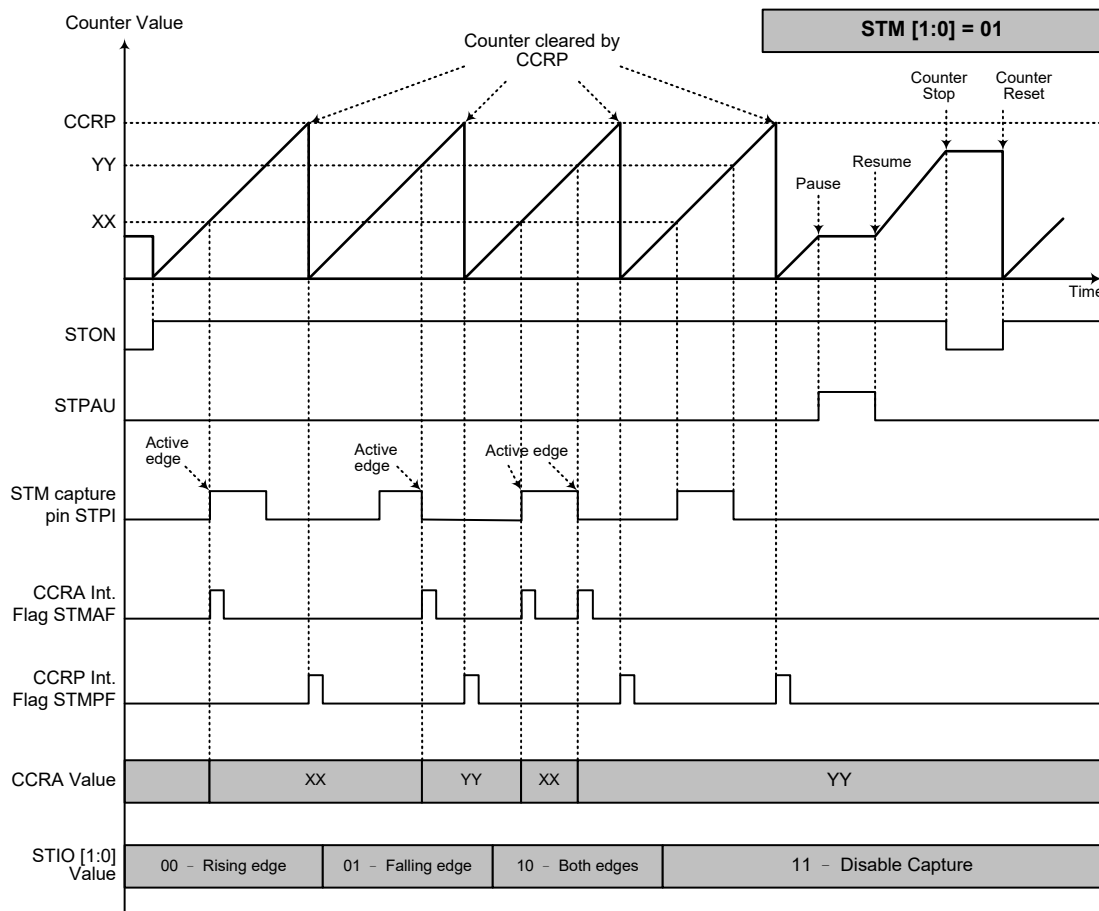 Counter Value
STM [1:0] = 01
Counter cleared by
CCRP
Counter
Stop
Counter
Reset
CCRP
YY
Resume
Pause
XX
Time
STON
STPAU
Active
edge
Active
edge
Active edge
STM capture
pin STPI
CCRA Int.
Flag STMAF
CCRP Int.
Flag STMPF
CCRA Value
XX
YY
XX
YY
STIO [1:0]
Value
00 – Rising edge
01 – Falling edge
10 – Both edges
11 – Disable Capture